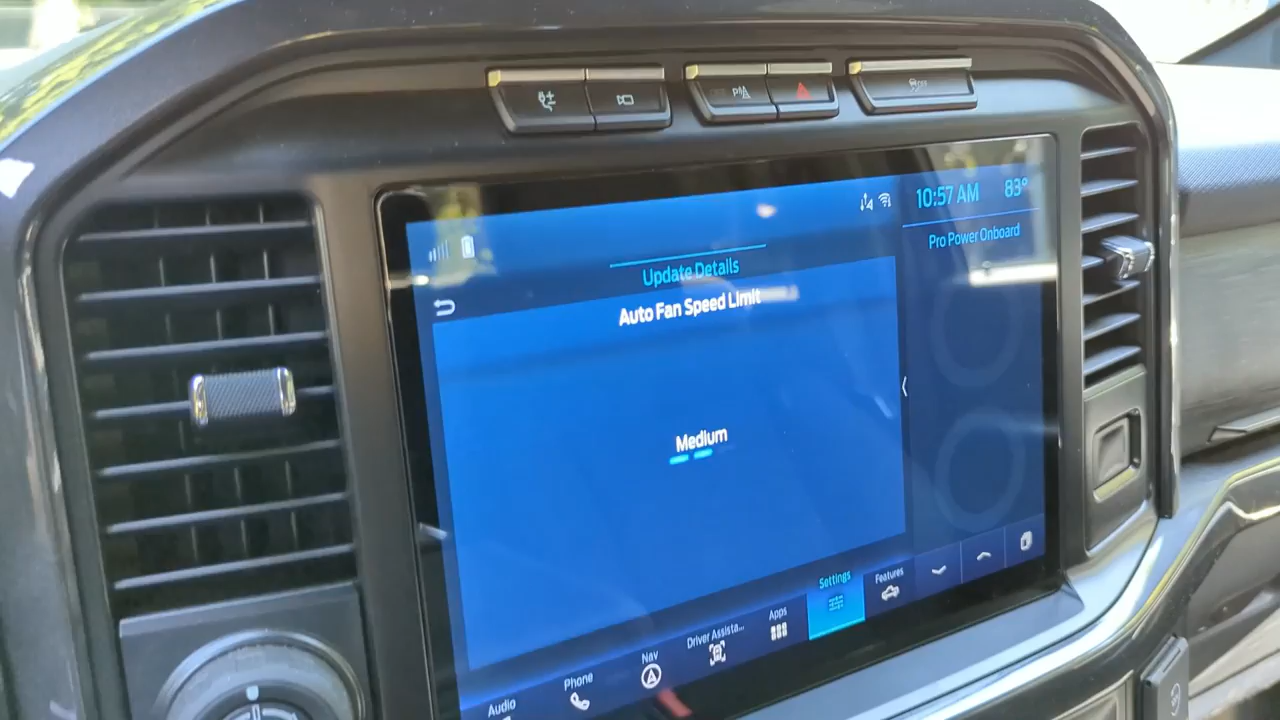 P
OFF
10:57 AM 83°
Pro Power Onboard
Update Details
Auto Fan Speed Limit
Medium
Audio
Phone
Nav
Driver Assista...
Apps
Settings
Features